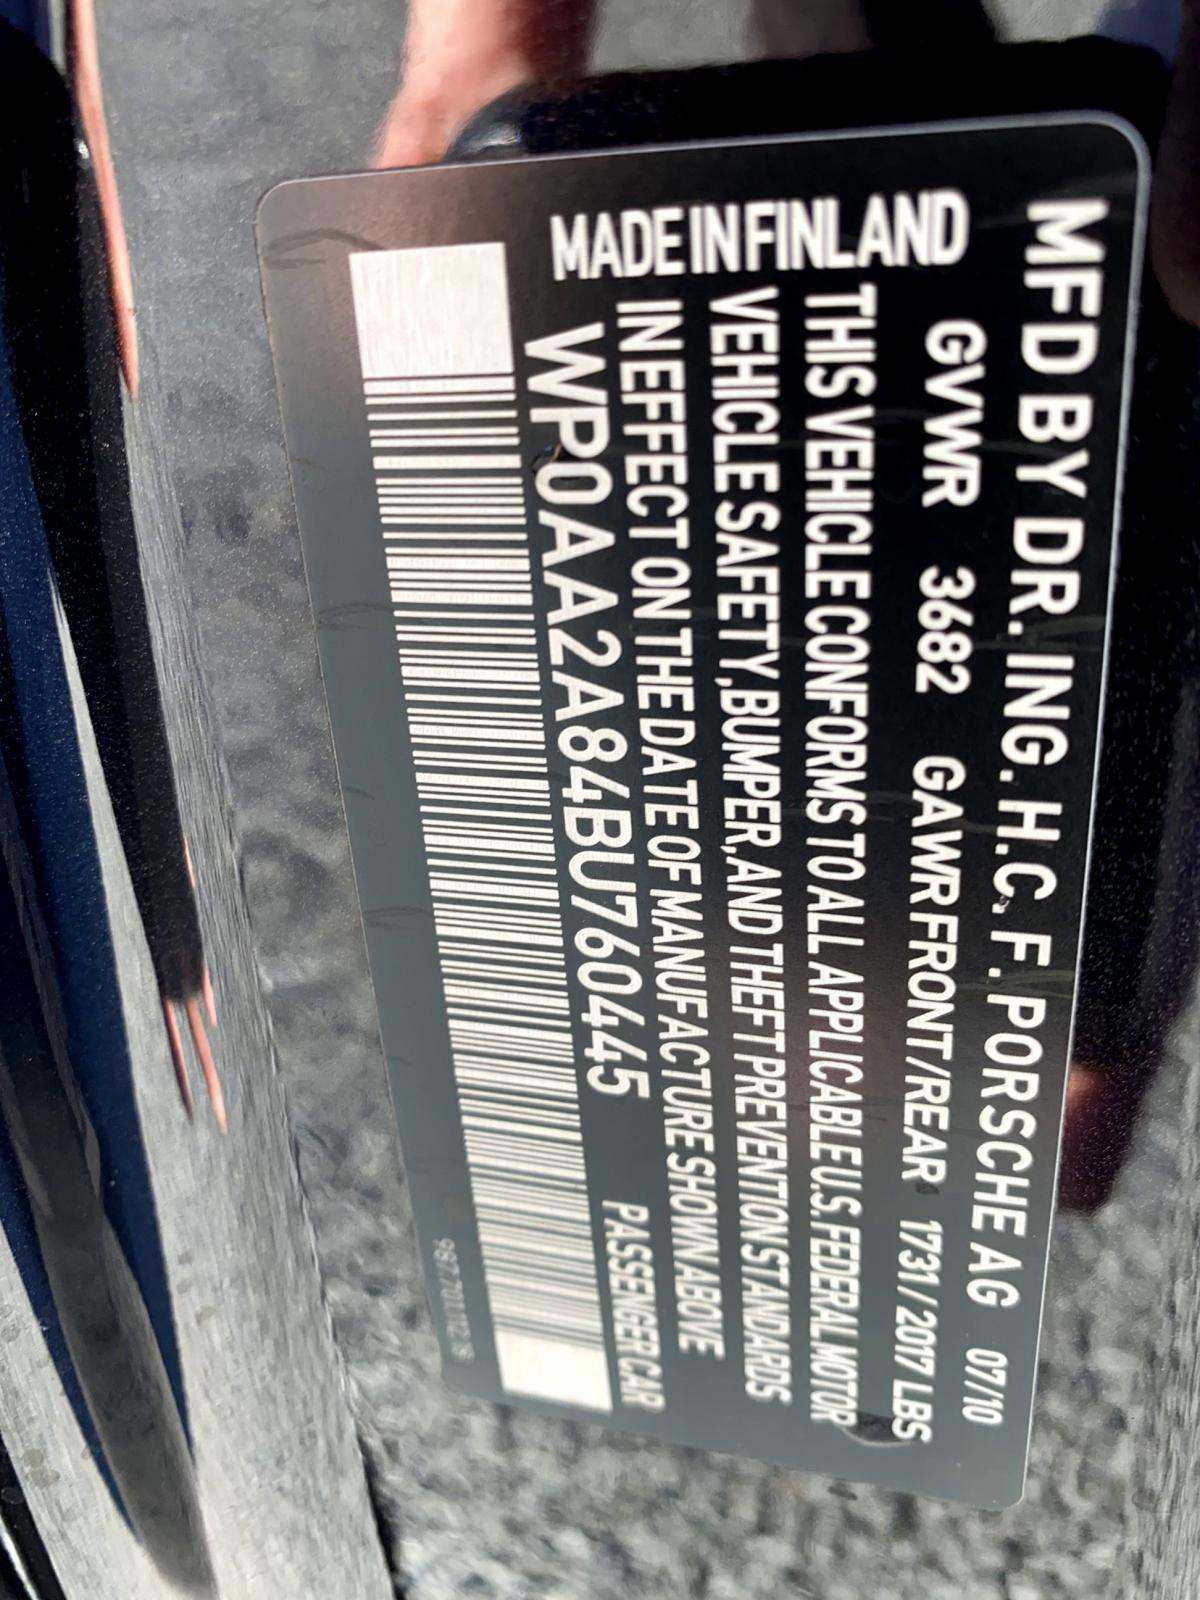 MFD BY DR. ING. H.C. F. PORSCHE AG 07/10
GVWR 3682 GAWR FRONT/REAR 1731/2017 LBS
MADE IN FINLAND
THIS VEHICLE CONFORMS TO ALL APPLICABLE U.S. FEDERAL MOTOR
VEHICLE SAFETY, BUMPER, AND THEFT PREVENTION STANDARDS
IN EFFECT ON THE DATE OF MANUFACTURE SHOWN ABOVE
WP0AA2A84BU760445 PASSENGER CAR